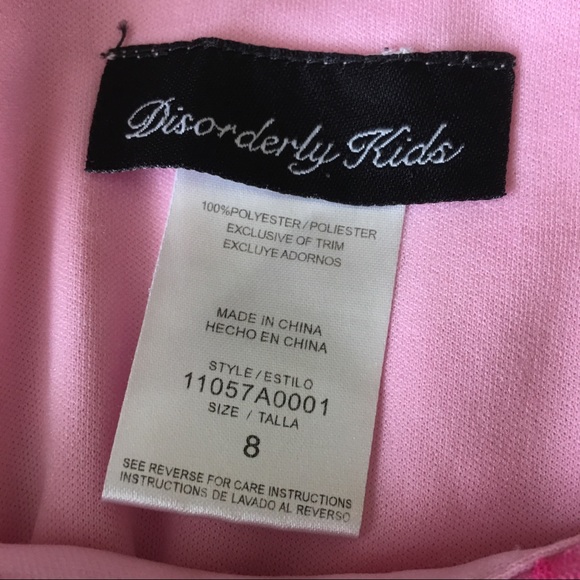 Disorderly Kids
100%POLYESTER/POLIESTER
EXCLUSIVE OF TRIM
EXCLUYE ADORNOS
MADE IN CHINA
HECHO EN CHINA
STYLE/ESTILO
11057A0001
SIZE/TALLA
8
SEE REVERSE FOR CARE INSTRUCTIONS
INSTRUCTIONS DE LAVADO AL REVERSO